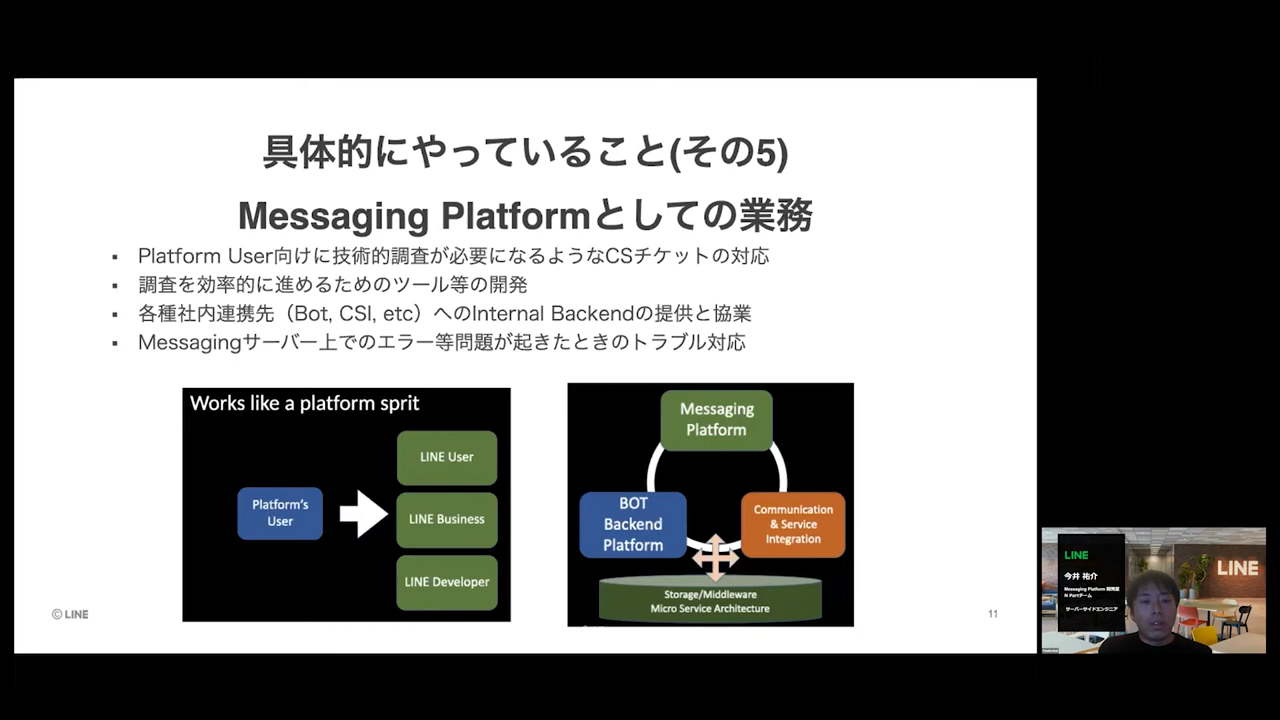 具体的にやっていること(その5)
Messaging Platformとしての業務
▪ Platform User向けに技術的調査が必要になるようなCSチケットの対応
▪ 調査を効率的に進めるためのツール等の開発
▪ 各種社内連携先（Bot, CSI, etc）へのInternal Backendの提供と協業
▪ Messagingサーバー上でのエラー等問題が起きたときのトラブル対応
Works like a platform sprit
Platform's
User
LINE User
LINE Business
LINE Developer
Messaging
Platform
BOT
Backend
Platform
Communication
& Service
Integration
Storage/Middleware
Micro Service Architecture
© LINE
11
LINE
今井 祐介
Messaging Platform 開発室
N Partチーム
サーバーサイドエンジニア
LINE